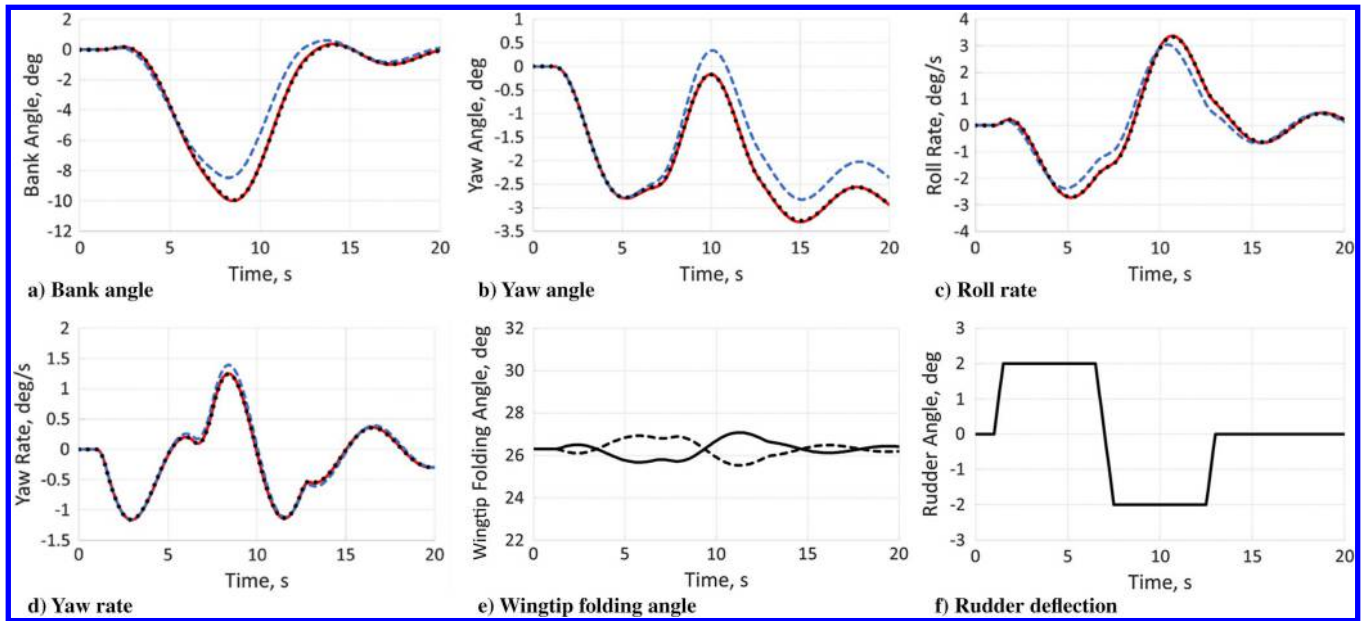 2
0
-2
-4
-6
-8
-10
-12
Bank Angle, deg
0 5 10 15 20
Time, s
a) Bank angle
1
0.5
0
-0.5
-1
-1.5
-2
-2.5
-3
-3.5
Yaw Angle, deg
0 5 10 15 20
Time, s
b) Yaw angle
4
3
2
1
0
-1
-2
-3
-4
Roll Rate, deg/s
0 5 10 15 20
Time, s
c) Roll rate
2
1.5
1
0.5
0
-0.5
-1
-1.5
Yaw Rate, deg/s
0 5 10 15 20
Time, s
d) Yaw rate
32
30
28
26
24
22
Wingtip Folding Angle, deg
0 5 10 15 20
Time, s
e) Wingtip folding angle
3
2
1
0
-1
-2
-3
Rudder Angle, deg
0 5 10 15 20
Time, s
f) Rudder deflection